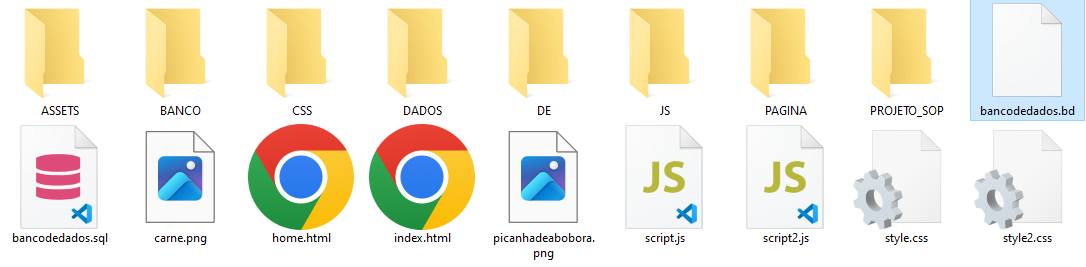 ASSETS BANCO CSS DADOS DE JS PAGINA PROJETO_SOP bancodedados.bd
JS JS
bancodedados.sql carne.png home.html index.html picanhadeabobora. script.js script2.js style.css style2.css
png